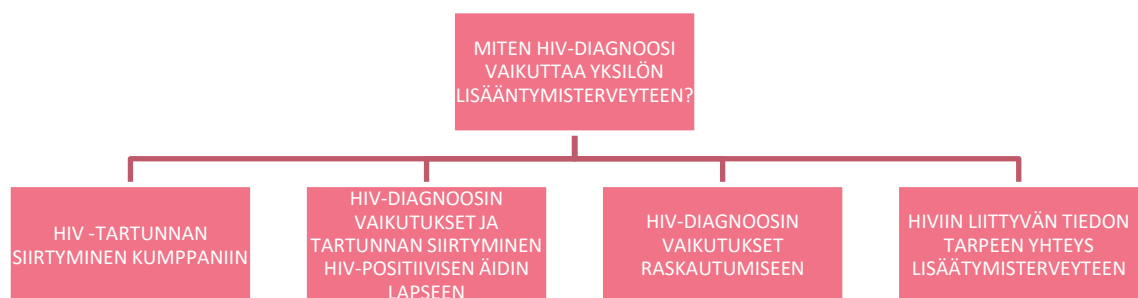 MITEN HIV-DIAGNOOSI
VAIKUTTAA YKSILÖN
LISÄÄNTYMISTERVEYTEEN?
HIV -TARTUNNAN
SIIRTYMINEN KUMPPANIIN
HIV-DIAGNOOSIN
VAIKUTUKSET JA
TARTUNNAN SIIRTYMINEN
HIV-POSITIIVISEN ÄIDIN
LAPSEEN
HIV-DIAGNOOSIN
VAIKUTUKSET
RASKAUTUMISEEN
HIVIIN LIITTYVÄN TIEDON
TARPEEN YHTEYS
LISÄÄTYMISTERVEYTEEN